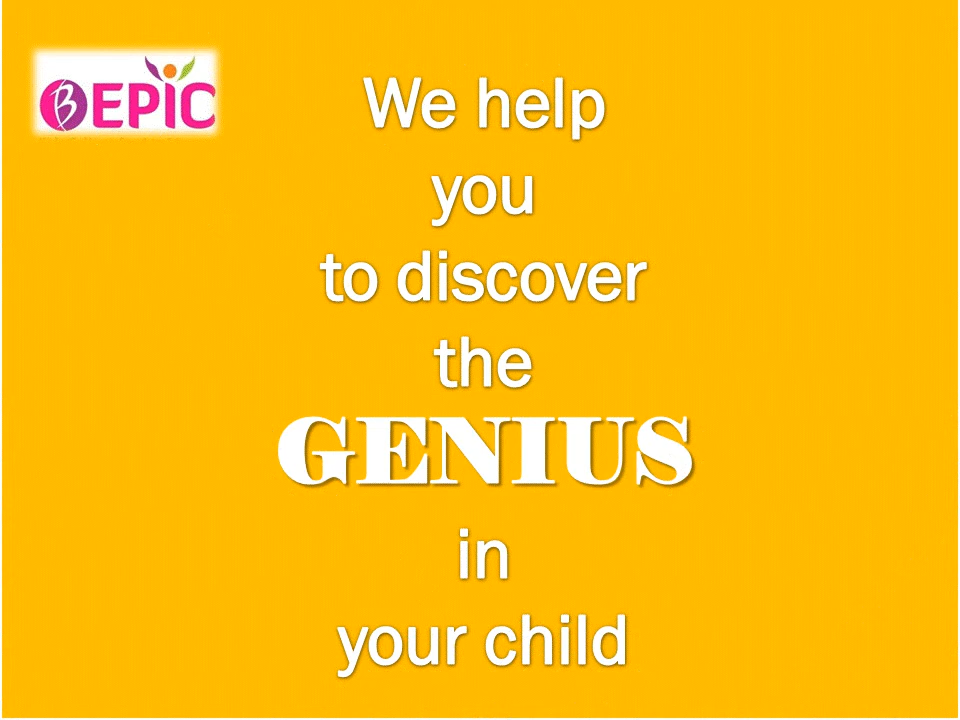 BEPIC
We help
you
to discover
the
GENIUS
in
your child